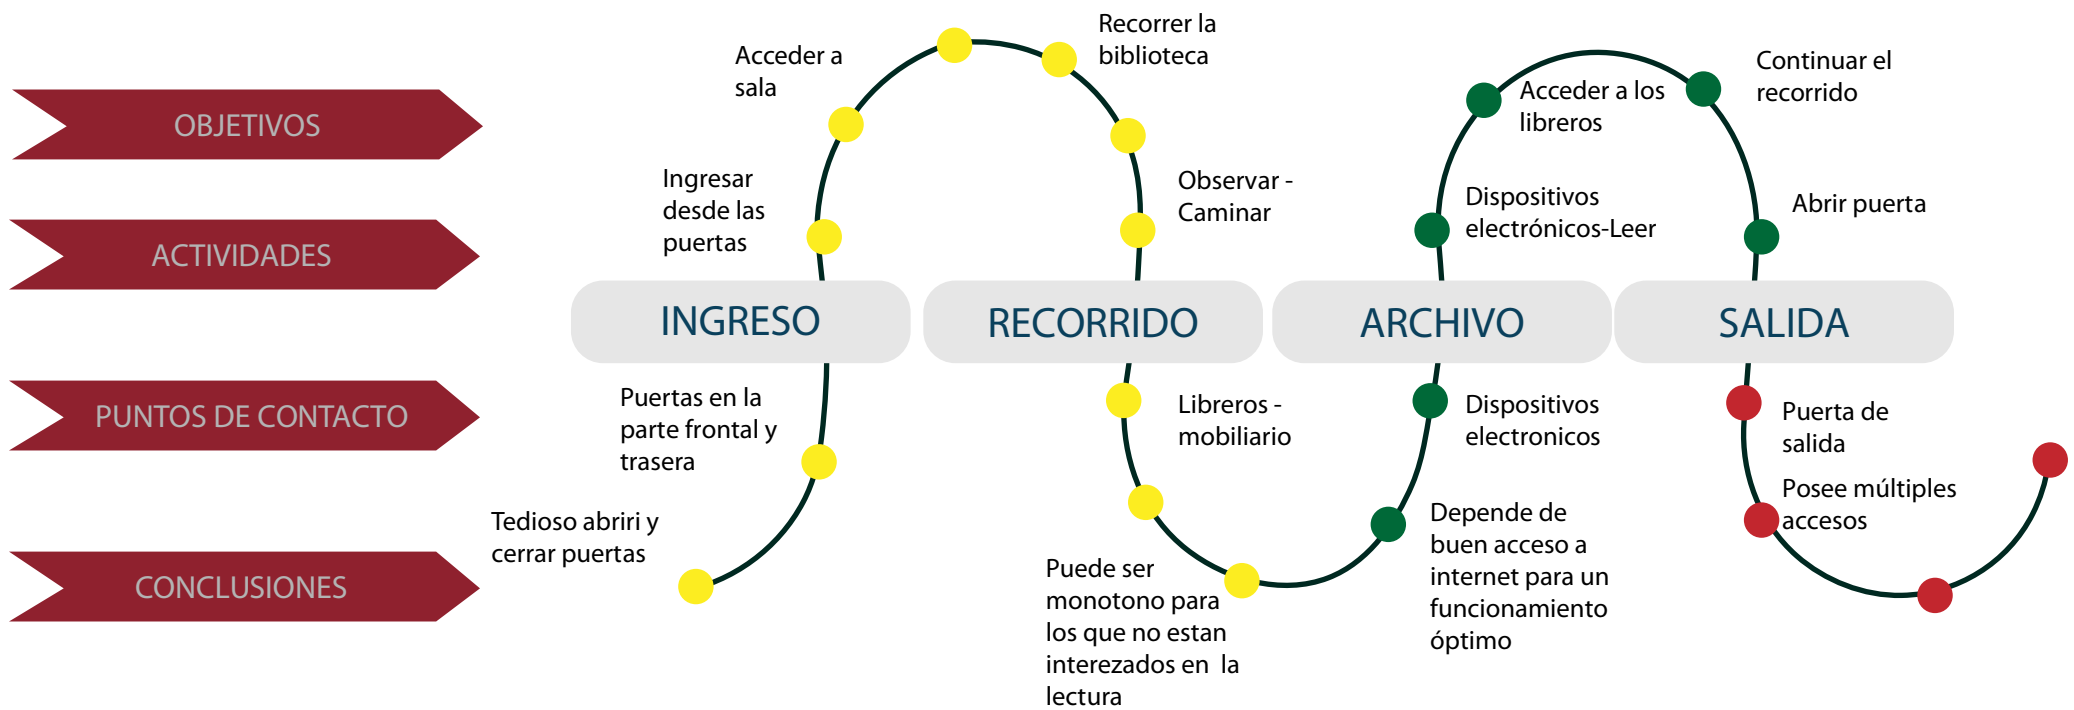 OBJETIVOS
ACTIVIDADES
PUNTOS DE CONTACTO
CONCLUSIONES
Acceder a
sala
Ingresar
desde las
puertas
INGRESO
Puertas en la
parte frontal y
trasera
Tedioso abriri y
cerrar puertas
Recorrer la
biblioteca
Observar -
Caminar
RECORRIDO
Libreros -
mobiliario
Puede ser
monotono para
los que no estan
interezados en la
lectura
Acceder a los
libreros
Dispositivos
electrónicos-Leer
ARCHIVO
Dispositivos
electronicos
Depende de
buen acceso a
internet para un
funcionamiento
óptimo
Continuar el
recorrido
Abrir puerta
SALIDA
Puerta de
salida
Posee múltiples
accesos